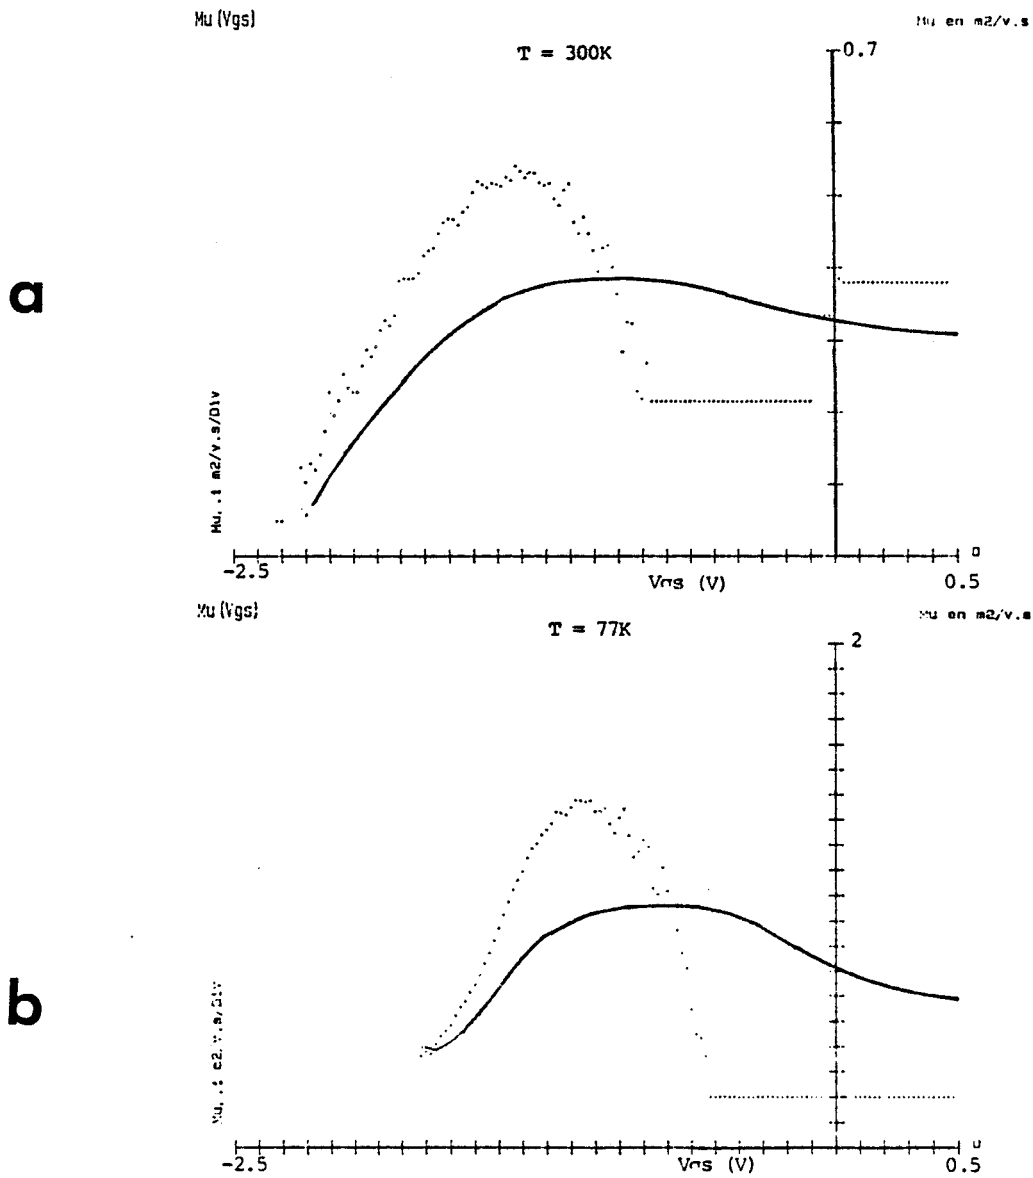 Mu (Vgs)
Mu en m2/v.s
T = 300K
0.7
a
Mu, .1 m2/v.s/Div
-2.5
Vgs (V)
0.5
0
Mu (Vgs)
Mu en m2/v.s
T = 77K
2
b
-2.5
Vgs (V)
0.5